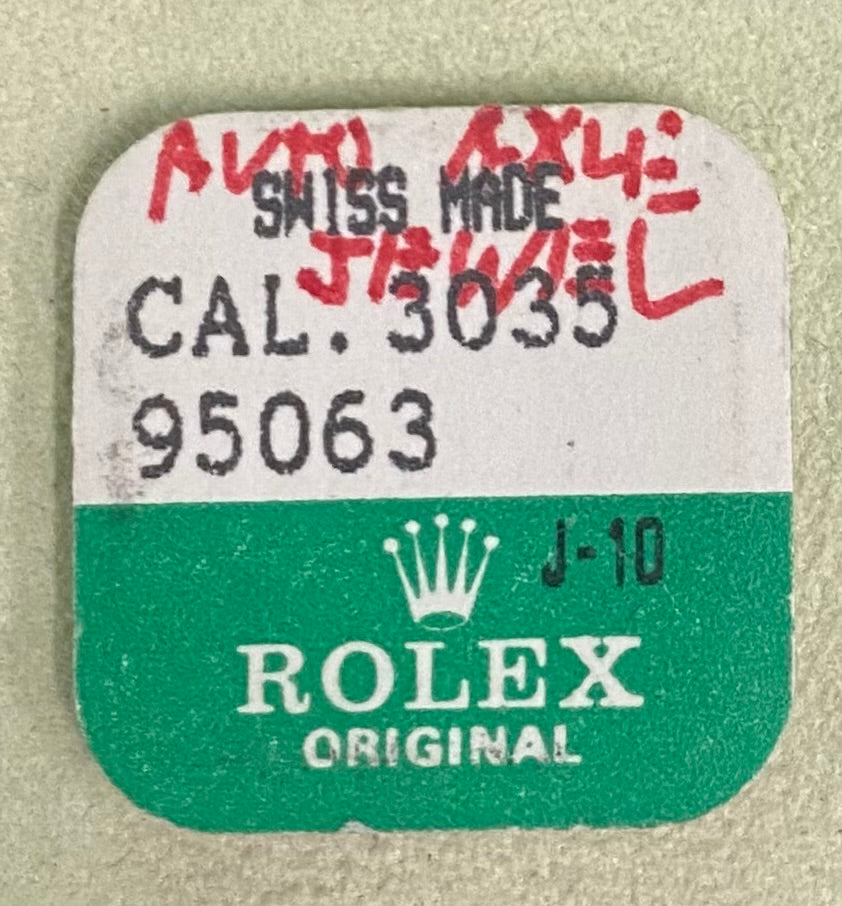 AUTO AXLE
SWISS MADE
JEWEL
CAL. 3035
95063
J-10
ROLEX
ORIGINAL